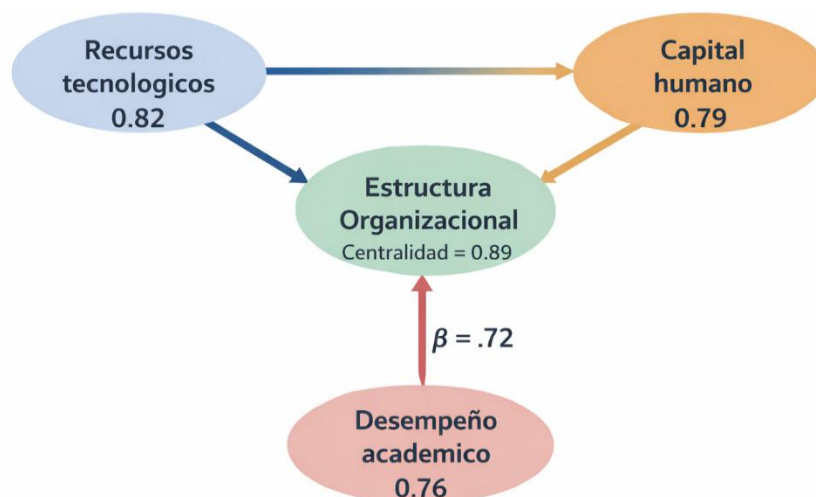 Recursos
tecnologicos
0.82
Capital
humano
0.79
Estructura
Organizacional
Centralidad = 0.89
β = .72
Desempeño
academico
0.76